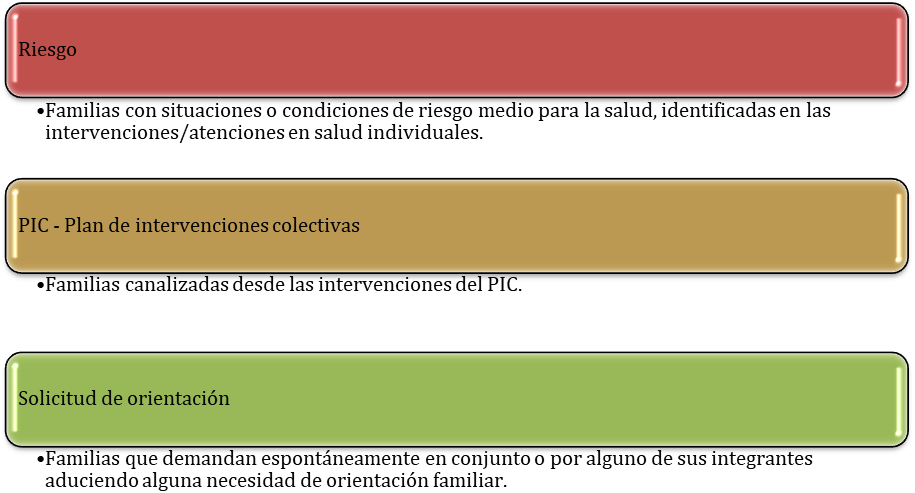 Riesgo
•Familias con situaciones o condiciones de riesgo medio para la salud, identificadas en las
intervenciones/atenciones en salud individuales.
PIC - Plan de intervenciones colectivas
•Familias canalizadas desde las intervenciones del PIC.
Solicitud de orientación
•Familias que demandan espontáneamente en conjunto o por alguno de sus integrantes
aduciendo alguna necesidad de orientación familiar.